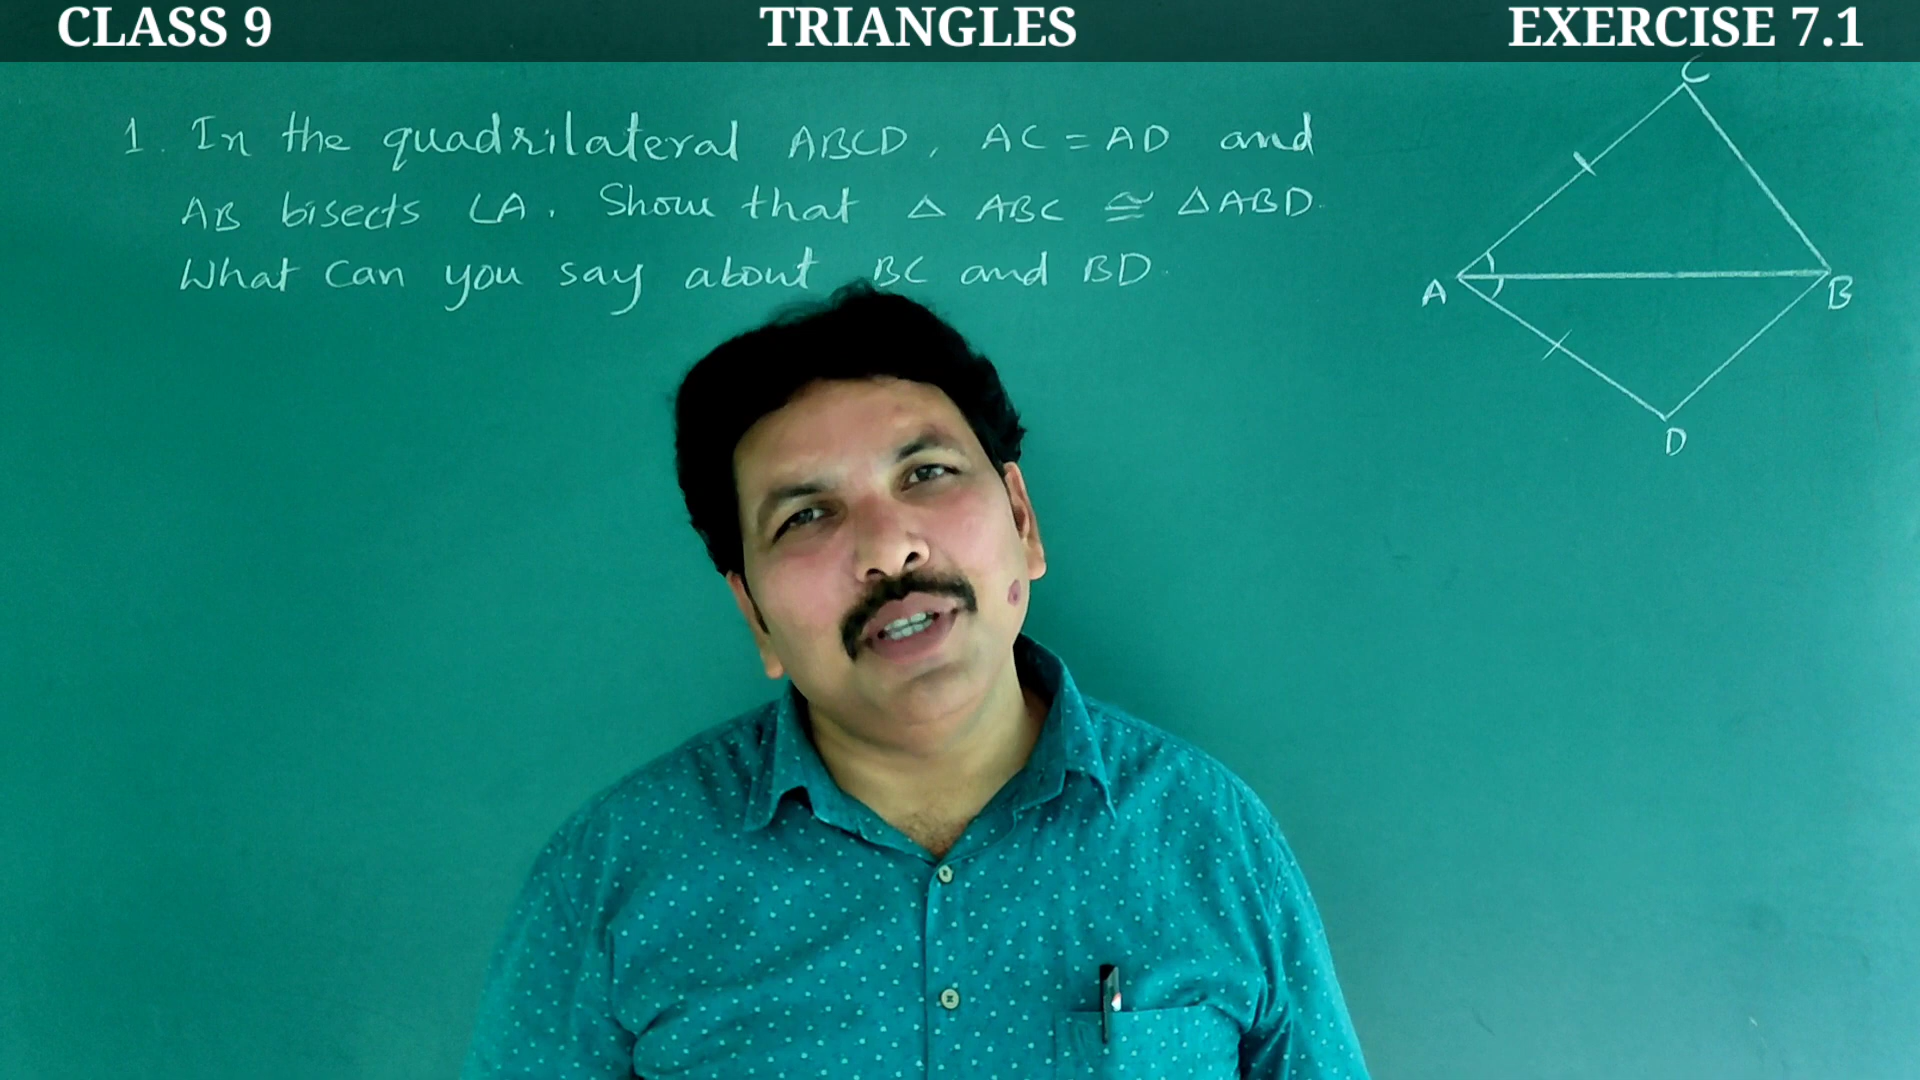 CLASS 9 TRIANGLES EXERCISE 7.1
1. In the quadrilateral ABCD, AC = AD and
AB bisects ∠A. Show that △ ABC ≅ △ABD.
What can you say about BC and BD.
C
A
B
D